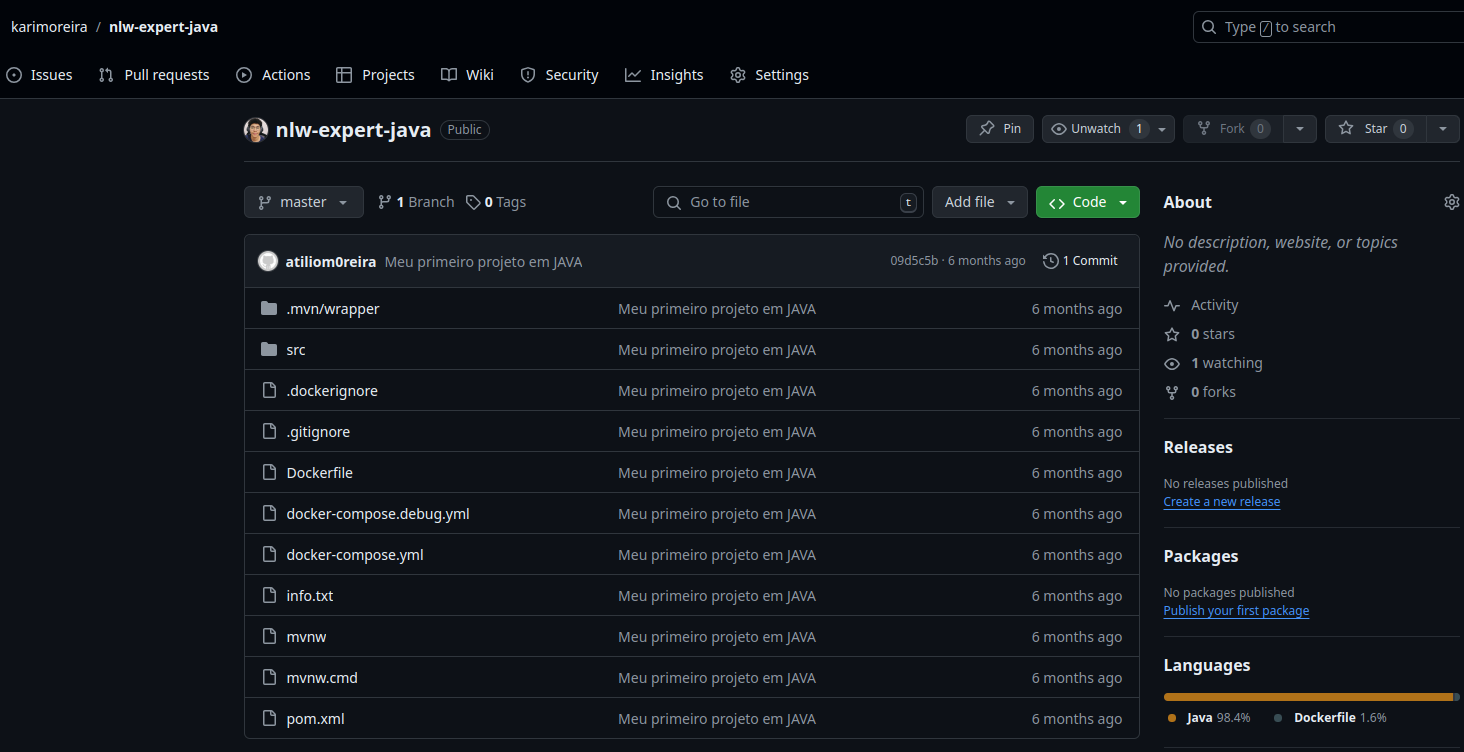 karimoreira / nlw-expert-java
Type / to search
Issues Pull requests Actions Projects Wiki Security Insights Settings
nlw-expert-java Public
Pin Unwatch 1 Fork 0 Star 0
master 1 Branch 0 Tags Go to file t Add file Code
atiliom0reira Meu primeiro projeto em JAVA 09d5c5b · 6 months ago 1 Commit
.mvn/wrapper Meu primeiro projeto em JAVA 6 months ago
src Meu primeiro projeto em JAVA 6 months ago
.dockerignore Meu primeiro projeto em JAVA 6 months ago
.gitignore Meu primeiro projeto em JAVA 6 months ago
Dockerfile Meu primeiro projeto em JAVA 6 months ago
docker-compose.debug.yml Meu primeiro projeto em JAVA 6 months ago
docker-compose.yml Meu primeiro projeto em JAVA 6 months ago
info.txt Meu primeiro projeto em JAVA 6 months ago
mvnw Meu primeiro projeto em JAVA 6 months ago
mvnw.cmd Meu primeiro projeto em JAVA 6 months ago
pom.xml Meu primeiro projeto em JAVA 6 months ago
About
No description, website, or topics
provided.
Activity
0 stars
1 watching
0 forks
Releases
No releases published
Create a new release
Packages
No packages published
Publish your first package
Languages
Java 98.4% Dockerfile 1.6%